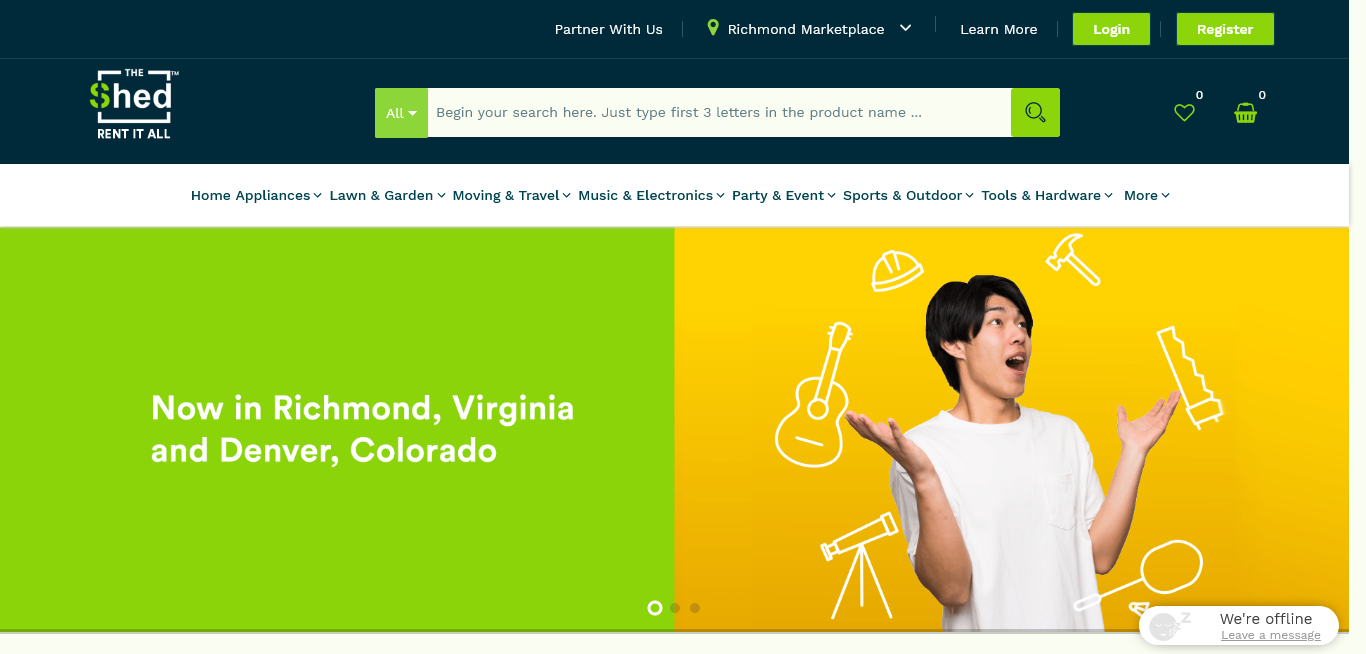 Partner With Us
Richmond Marketplace
Learn More
Login
Register
THE
$hed™
RENT IT ALL
All
Begin your search here. Just type first 3 letters in the product name ...
0
0
Home Appliances
Lawn & Garden
Moving & Travel
Music & Electronics
Party & Event
Sports & Outdoor
Tools & Hardware
More
Now in Richmond, Virginia
and Denver, Colorado
z Z
We're offline
Leave a message